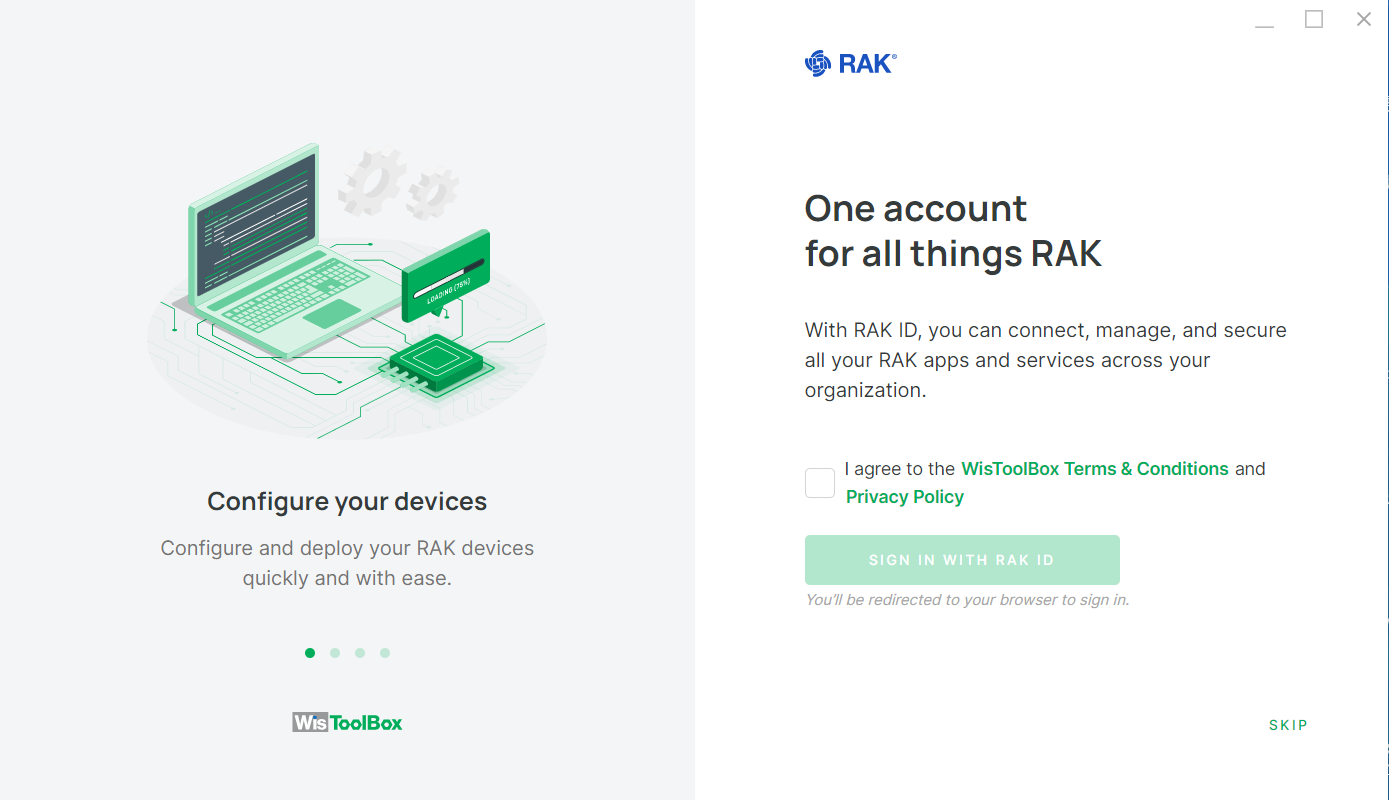 LOADING (75%)
Configure your devices
Configure and deploy your RAK devices
quickly and with ease.
WisToolBox
RAK®
One account
for all things RAK
With RAK ID, you can connect, manage, and secure
all your RAK apps and services across your
organization.
I agree to the WisToolBox Terms & Conditions and
Privacy Policy
SIGN IN WITH RAK ID
You'll be redirected to your browser to sign in.
SKIP